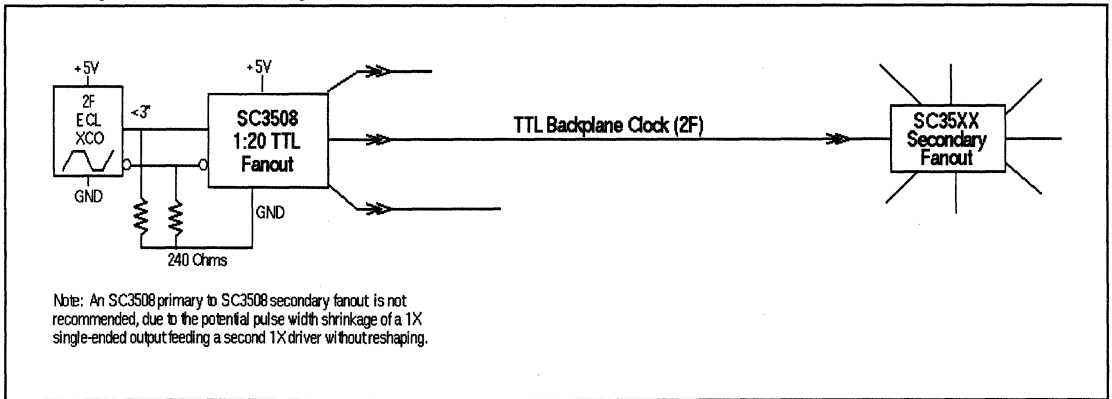 +5V
2F
ECL
XCO
GND
<3"
+5V
SC3508
1:20 TTL
Fanout
GND
240 Ohms
TTL Backplane Clock (2F)
SC35XX
Secondary
Fanout
Note: An SC3508 primary to SC3508 secondary fanout is not
recommended, due to the potential pulse width shrinkage of a 1X
single-ended output feeding a second 1X driver without reshaping.